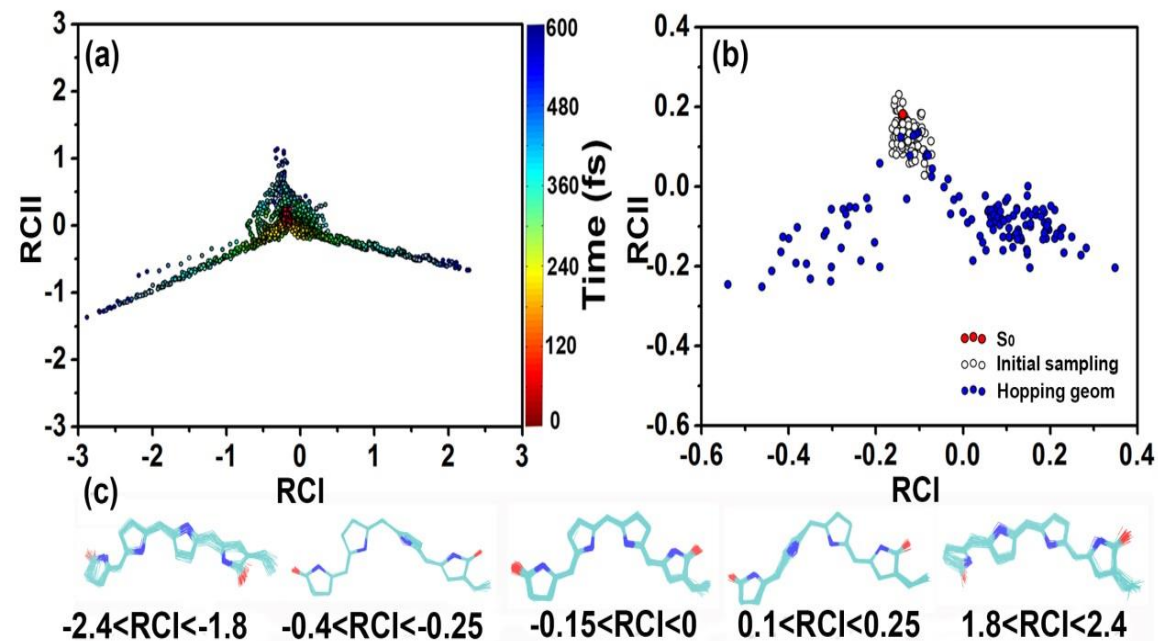 (a)
3
2
1
0
-1
-2
-3
RCII
-3 -2 -1 0 1 2 3
RCI
600
480
360
240
120
0
Time (fs)
(b)
0.4
0.2
0.0
-0.2
-0.4
-0.6
RCII
S0
Initial sampling
Hopping geom
-0.6 -0.4 -0.2 0.0 0.2 0.4
RCI
(c)
-2.4<RCI<-1.8 -0.4<RCI<-0.25 -0.15<RCI<0 0.1<RCI<0.25 1.8<RCI<2.4